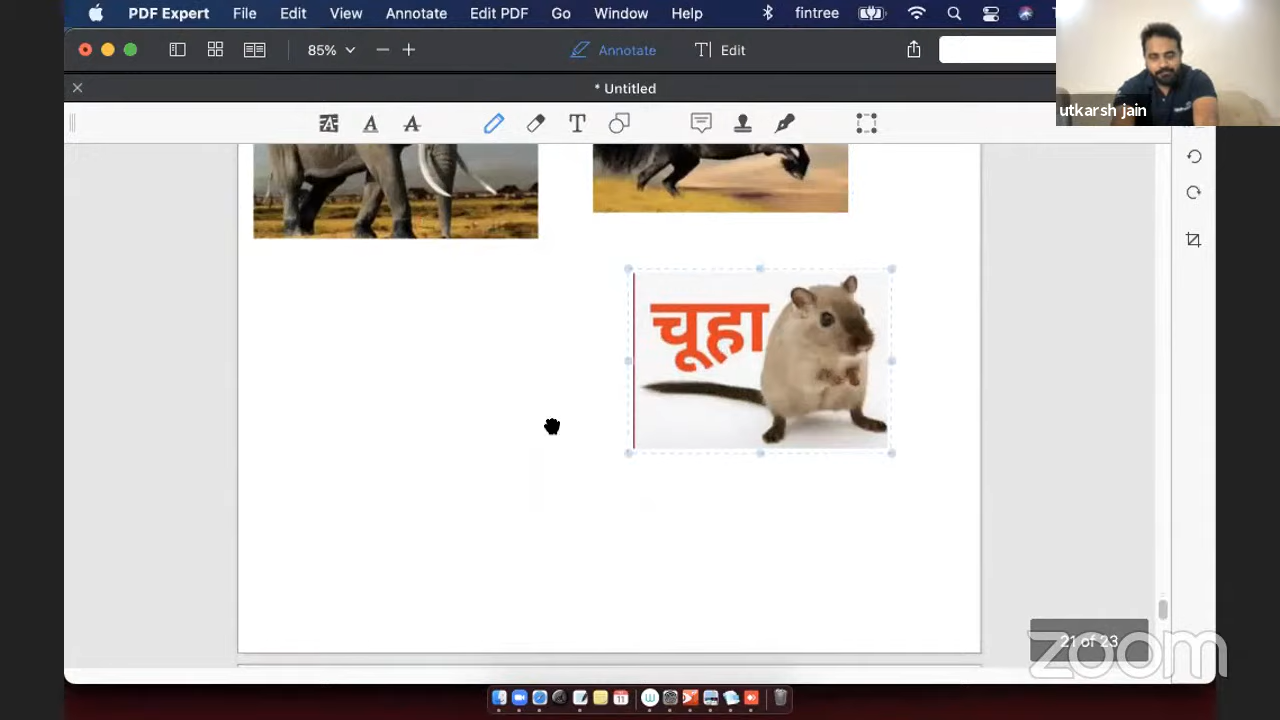 PDF Expert File Edit View Annotate Edit PDF Go Window Help fintree
85% Annotate Edit
* Untitled
utkarsh jain
चूहा
21 of 23
zoom